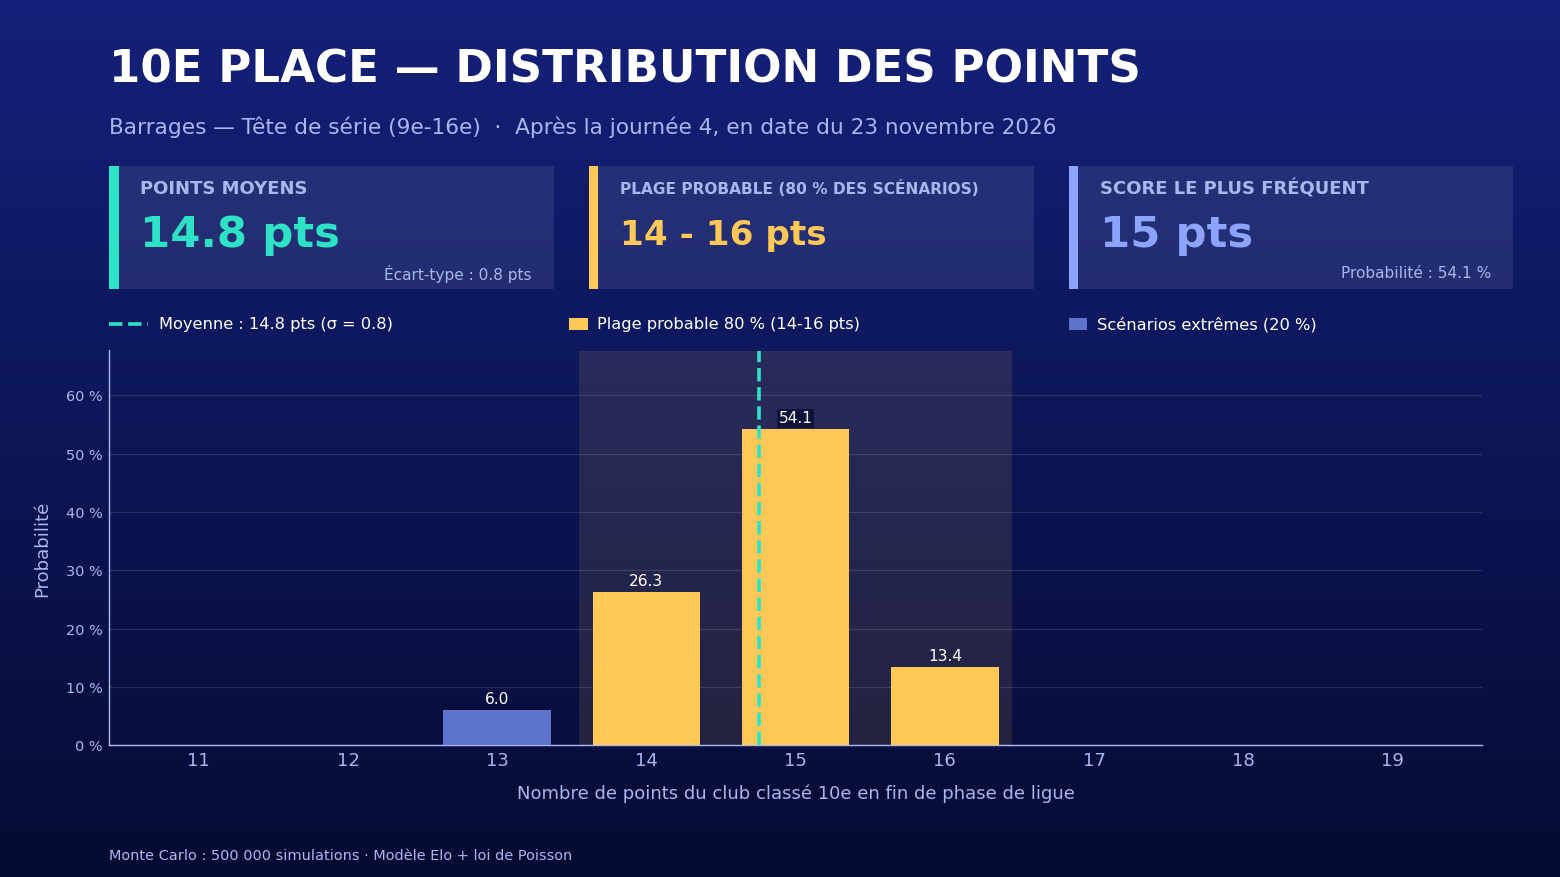 10E PLACE — DISTRIBUTION DES POINTS
Barrages — Tête de série (9e-16e) · Après la journée 4, en date du 23 novembre 2026
POINTS MOYENS
14.8 pts
Écart-type : 0.8 pts
PLAGE PROBABLE (80 % DES SCÉNARIOS)
14 - 16 pts
SCORE LE PLUS FRÉQUENT
15 pts
Probabilité : 54.1 %
Moyenne : 14.8 pts (σ = 0.8)
Plage probable 80 % (14-16 pts)
Scénarios extrêmes (20 %)
Probabilité
60 %
50 %
40 %
30 %
20 %
10 %
0 %
6.0
26.3
54.1
13.4
11 12 13 14 15 16 17 18 19
Nombre de points du club classé 10e en fin de phase de ligue
Monte Carlo : 500 000 simulations · Modèle Elo + loi de Poisson